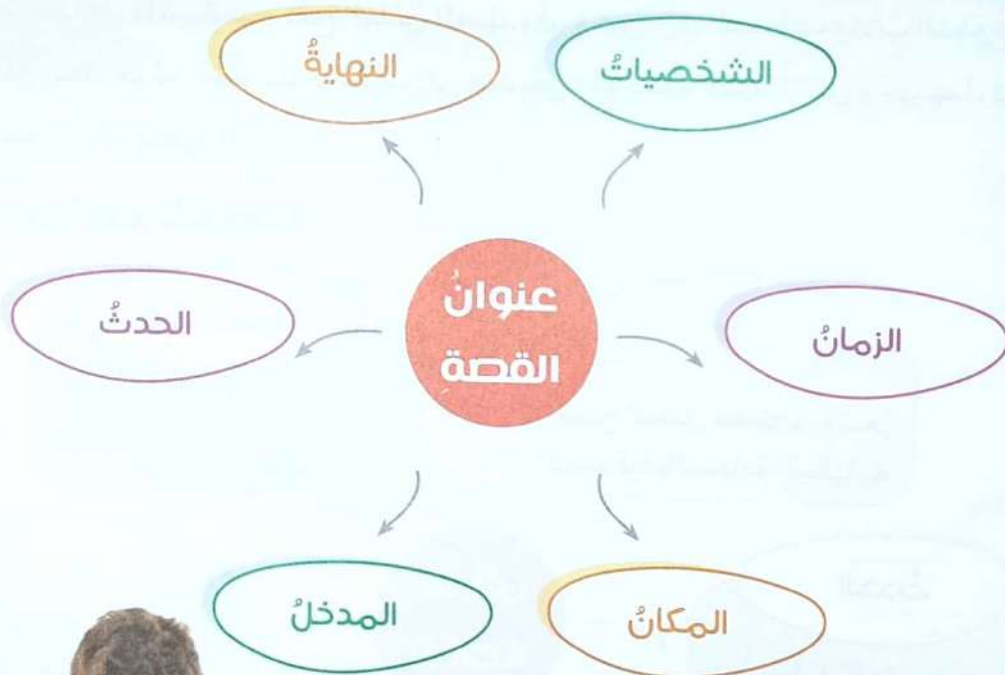 الشخصياتُ
النهايةُ
عنوانُ
القصةِ
الزمانُ
الحدثُ
المكانُ
المدخلُ